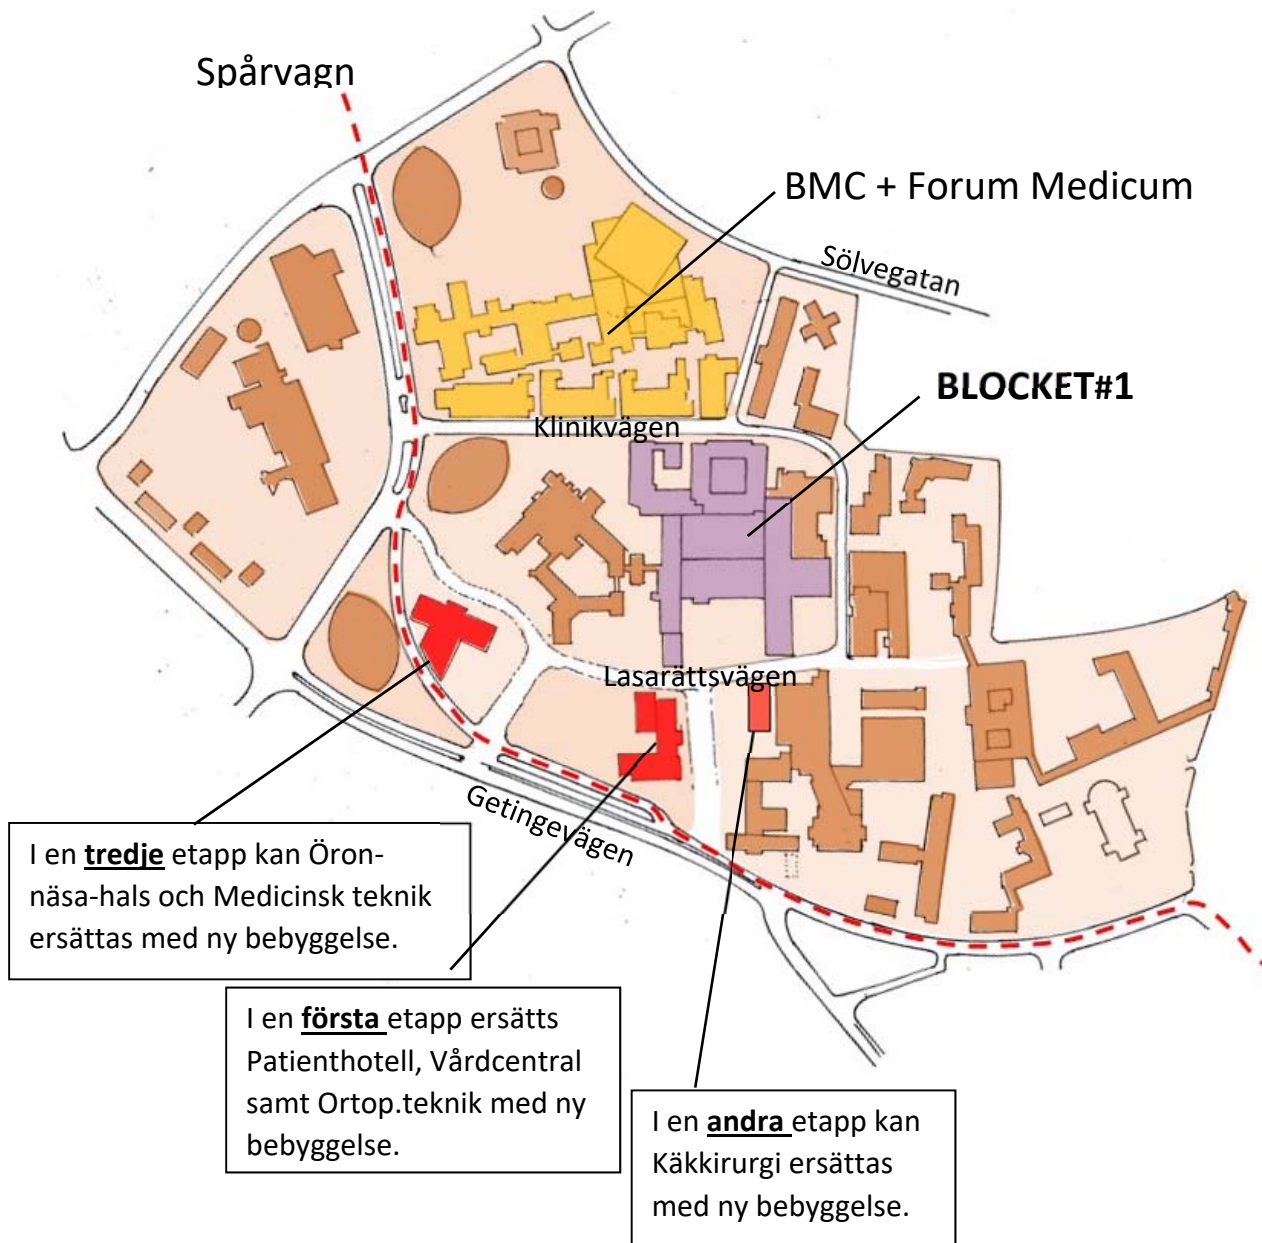 Spårvagn
BMC + Forum Medicum
Sölvegatan
BLOCKET#1
Klinikvägen
Lasarättsvägen
Getingevägen
I en tredje etapp kan Öron-
näsa-hals och Medicinsk teknik
ersättas med ny bebyggelse.
I en första etapp ersätts
Patienthotell, Vårdcentral
samt Ortop.teknik med ny
bebyggelse.
I en andra etapp kan
Käkkirurgi ersättas
med ny bebyggelse.